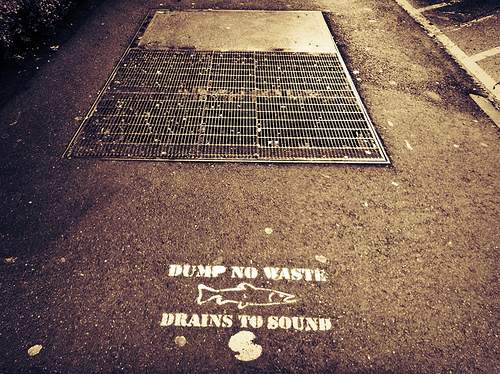 DUMP NO WASTE
DRAINS TO SOUND